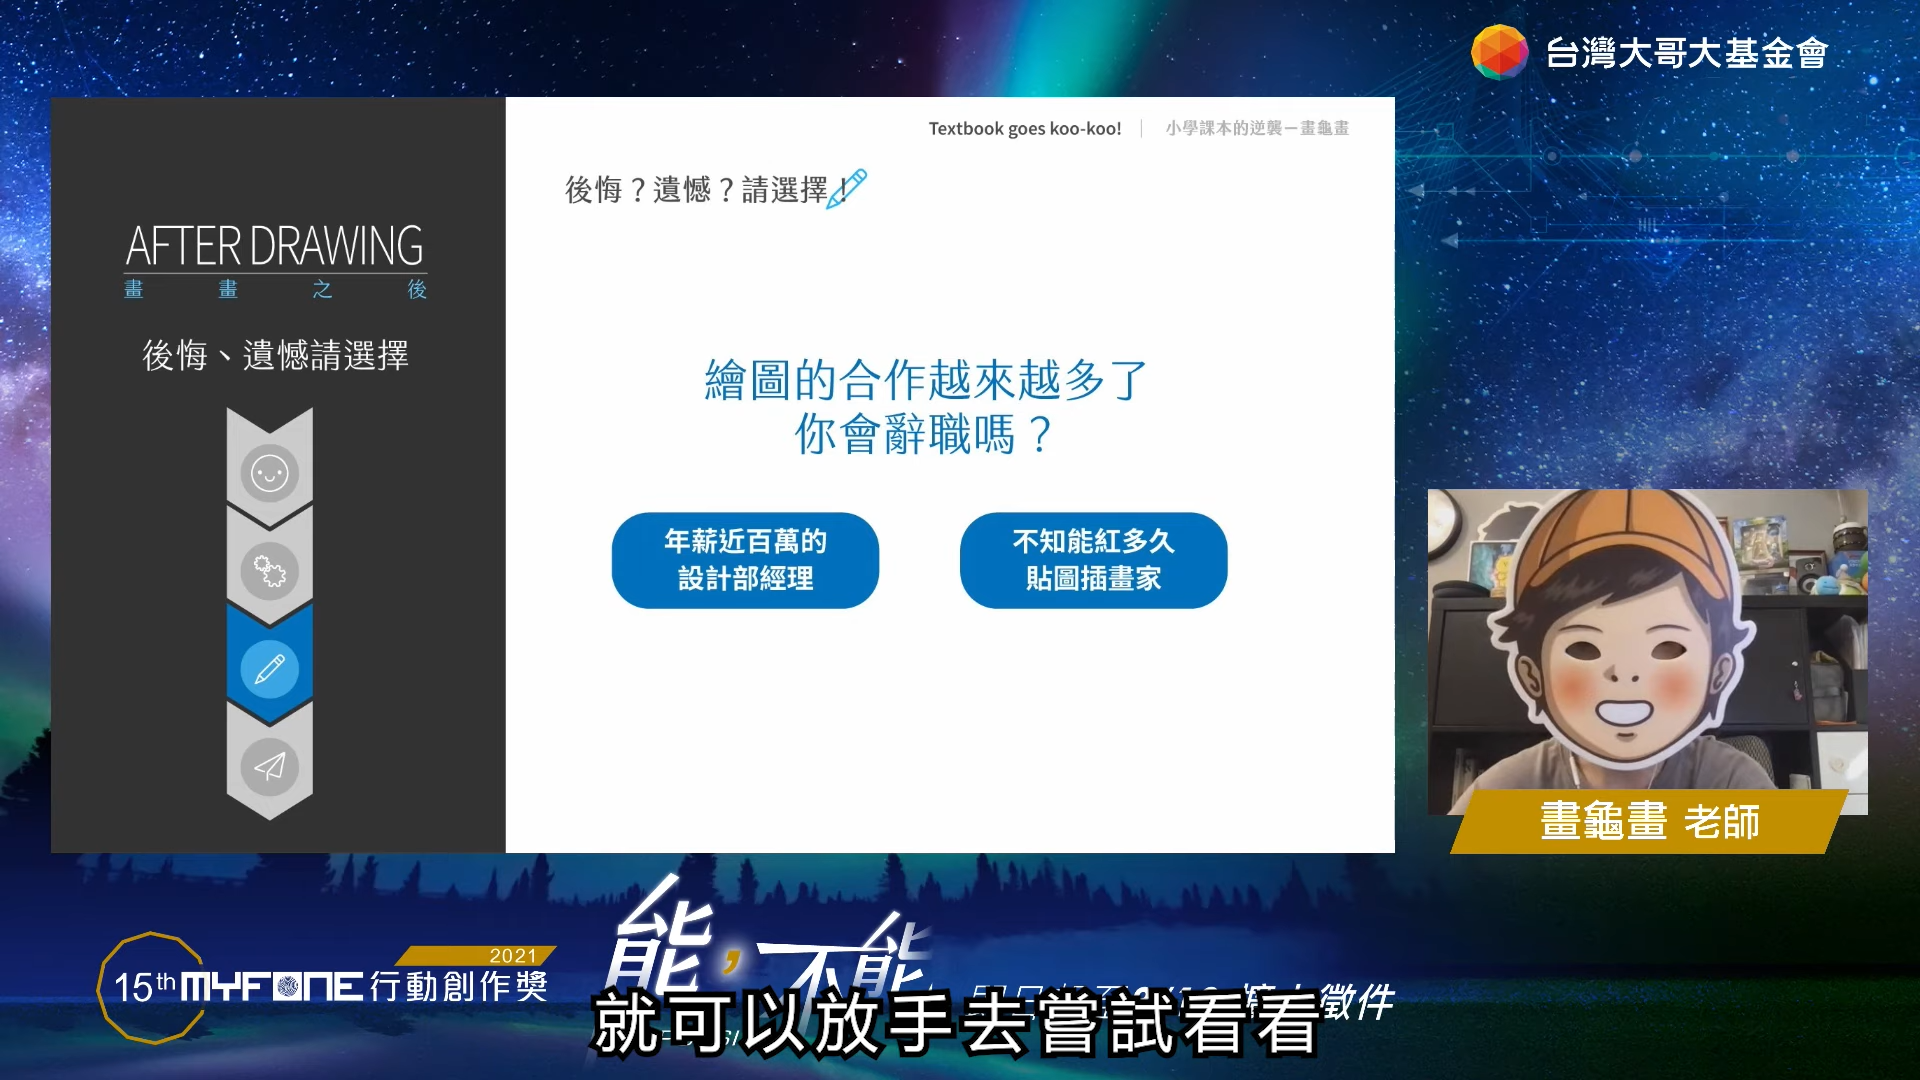 台灣大哥大基金會
Textbook goes koo-koo!
小學課本的逆襲－畫龜畫
後悔？遺憾？請選擇！
AFTER DRAWING
畫畫之後
後悔、遺憾請選擇
繪圖的合作越來越多了
你會辭職嗎？
年薪近百萬的
設計部經理
不知能紅多久
貼圖插畫家
畫龜畫 老師
2021
15th MYFONE 行動創作獎
能，不能
徵件
就可以放手去嘗試看看